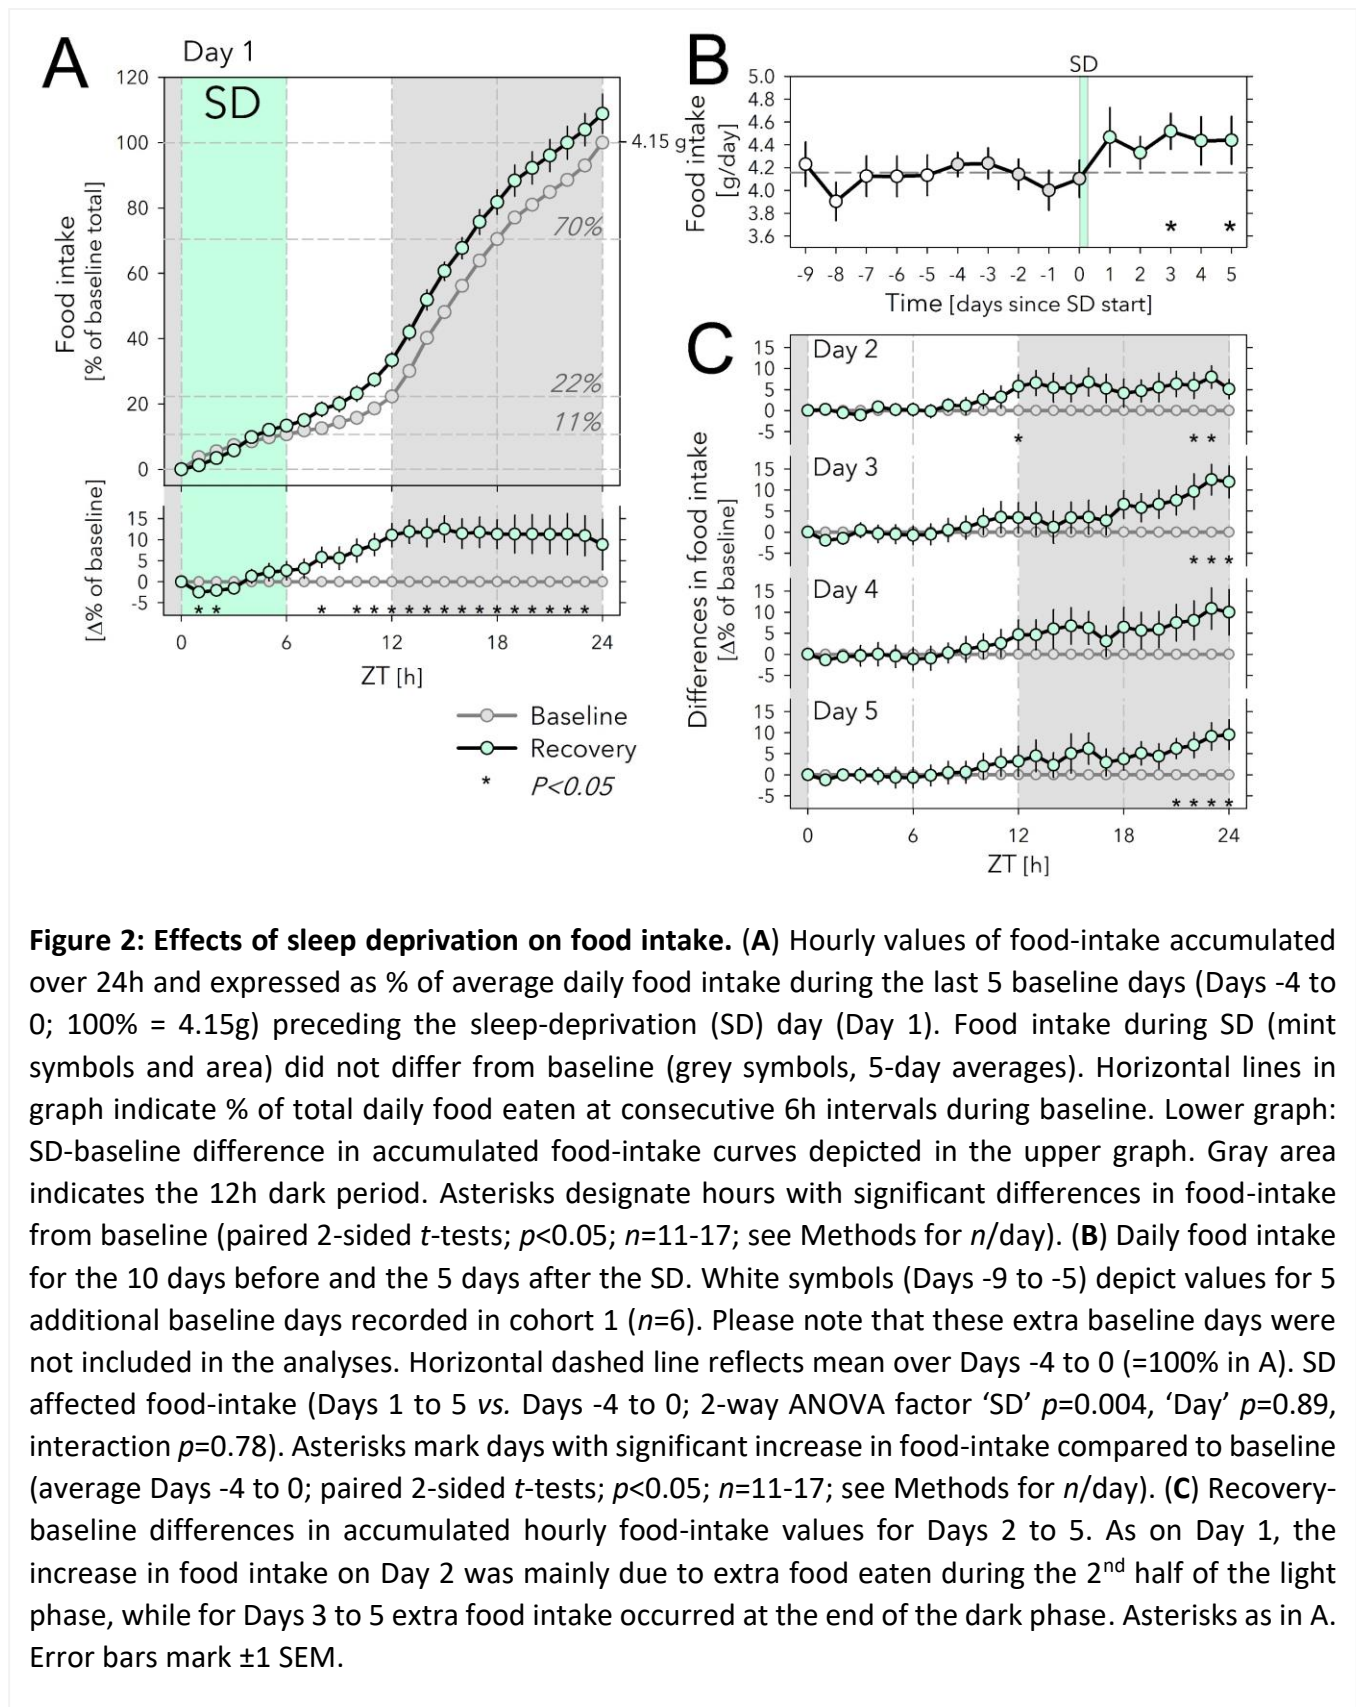 A
Day 1
SD
120
100
80
60
40
20
0
Food intake
[% of baseline total]
4.15 g
70%
22%
11%
15
10
5
0
-5
[Δ% of baseline]
* * * * * * * * * * * * * * * * *
0 6 12 18 24
ZT [h]
Baseline
Recovery
* P<0.05
B
SD
5.0
4.8
4.6
4.4
4.2
4.0
3.8
3.6
Food intake
[g/day]
* *
-9 -8 -7 -6 -5 -4 -3 -2 -1 0 1 2 3 4 5
Time [days since SD start]
C
Day 2
15
10
5
0
-5
* * *
Day 3
15
10
5
0
-5
* * *
Day 4
15
10
5
0
-5
Day 5
15
10
5
0
-5
* * * *
Differences in food intake
[Δ% of baseline]
0 6 12 18 24
ZT [h]
Figure 2: Effects of sleep deprivation on food intake. (A) Hourly values of food-intake accumulated
over 24h and expressed as % of average daily food intake during the last 5 baseline days (Days -4 to
0; 100% = 4.15g) preceding the sleep-deprivation (SD) day (Day 1). Food intake during SD (mint
symbols and area) did not differ from baseline (grey symbols, 5-day averages). Horizontal lines in
graph indicate % of total daily food eaten at consecutive 6h intervals during baseline. Lower graph:
SD-baseline difference in accumulated food-intake curves depicted in the upper graph. Gray area
indicates the 12h dark period. Asterisks designate hours with significant differences in food-intake
from baseline (paired 2-sided t-tests; p<0.05; n=11-17; see Methods for n/day). (B) Daily food intake
for the 10 days before and the 5 days after the SD. White symbols (Days -9 to -5) depict values for 5
additional baseline days recorded in cohort 1 (n=6). Please note that these extra baseline days were
not included in the analyses. Horizontal dashed line reflects mean over Days -4 to 0 (=100% in A). SD
affected food-intake (Days 1 to 5 vs. Days -4 to 0; 2-way ANOVA factor ‘SD’ p=0.004, ‘Day’ p=0.89,
interaction p=0.78). Asterisks mark days with significant increase in food-intake compared to baseline
(average Days -4 to 0; paired 2-sided t-tests; p<0.05; n=11-17; see Methods for n/day). (C) Recovery-
baseline differences in accumulated hourly food-intake values for Days 2 to 5. As on Day 1, the
increase in food intake on Day 2 was mainly due to extra food eaten during the 2nd half of the light
phase, while for Days 3 to 5 extra food intake occurred at the end of the dark phase. Asterisks as in A.
Error bars mark ±1 SEM.